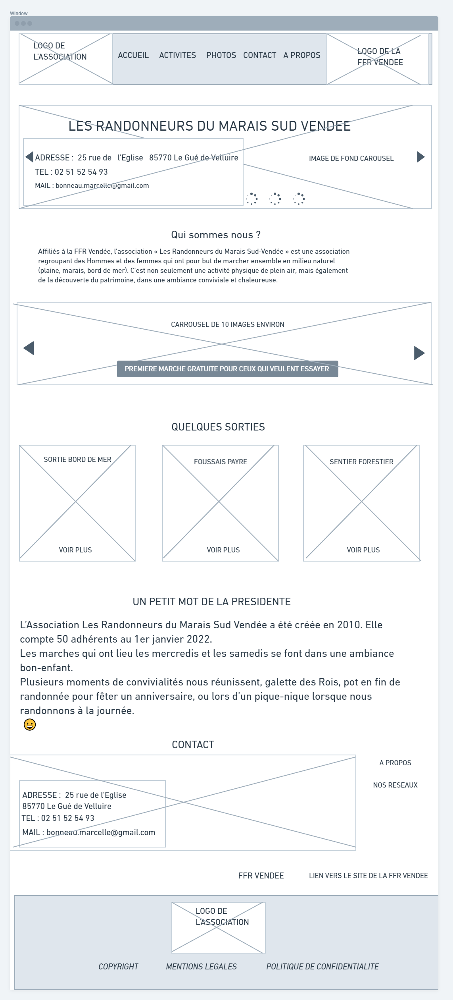 Window
LOGO DE
L'ASSOCIATION
ACCUEIL ACTIVITES PHOTOS CONTACT A PROPOS
LOGO DE LA
FFR VENDEE
LES RANDONNEURS DU MARAIS SUD VENDEE
ADRESSE : 25 rue de l'Eglise 85770 Le Gué de Velluire
TEL : 02 51 52 54 93
MAIL : bonneau.marcelle@gmail.com
IMAGE DE FOND CAROUSEL
Qui sommes nous ?
Affiliés à la FFR Vendée, l'association « Les Randonneurs du Marais Sud-Vendée » est une association
regroupant des Hommes et des femmes qui ont pour but de marcher ensemble en milieu naturel
(plaine, marais, bord de mer). C'est non seulement une activité physique de plein air, mais également
de la découverte du patrimoine, dans une ambiance conviviale et chaleureuse.
CARROUSEL DE 10 IMAGES ENVIRON
PREMIERE MARCHE GRATUITE POUR CEUX QUI VEULENT ESSAYER
QUELQUES SORTIES
SORTIE BORD DE MER
FOUSSAIS PAYRE
SENTIER FORESTIER
VOIR PLUS
VOIR PLUS
VOIR PLUS
UN PETIT MOT DE LA PRESIDENTE
L'Association Les Randonneurs du Marais Sud Vendée a été créée en 2010. Elle
compte 50 adhérents au 1er janvier 2022.
Les marches qui ont lieu les mercredis et les samedis se font dans une ambiance
bon-enfant.
Plusieurs moments de convivialités nous réunissent, galette des Rois, pot en fin de
randonnée pour fêter un anniversaire, ou lors d'un pique-nique lorsque nous
randonnons à la journée.
CONTACT
A PROPOS
NOS RESEAUX
ADRESSE : 25 rue de l'Eglise
85770 Le Gué de Velluire
TEL : 02 51 52 54 93
MAIL : bonneau.marcelle@gmail.com
FFR VENDEE
LIEN VERS LE SITE DE LA FFR VENDEE
LOGO DE
L'ASSOCIATION
COPYRIGHT
MENTIONS LEGALES
POLITIQUE DE CONFIDENTIALITE